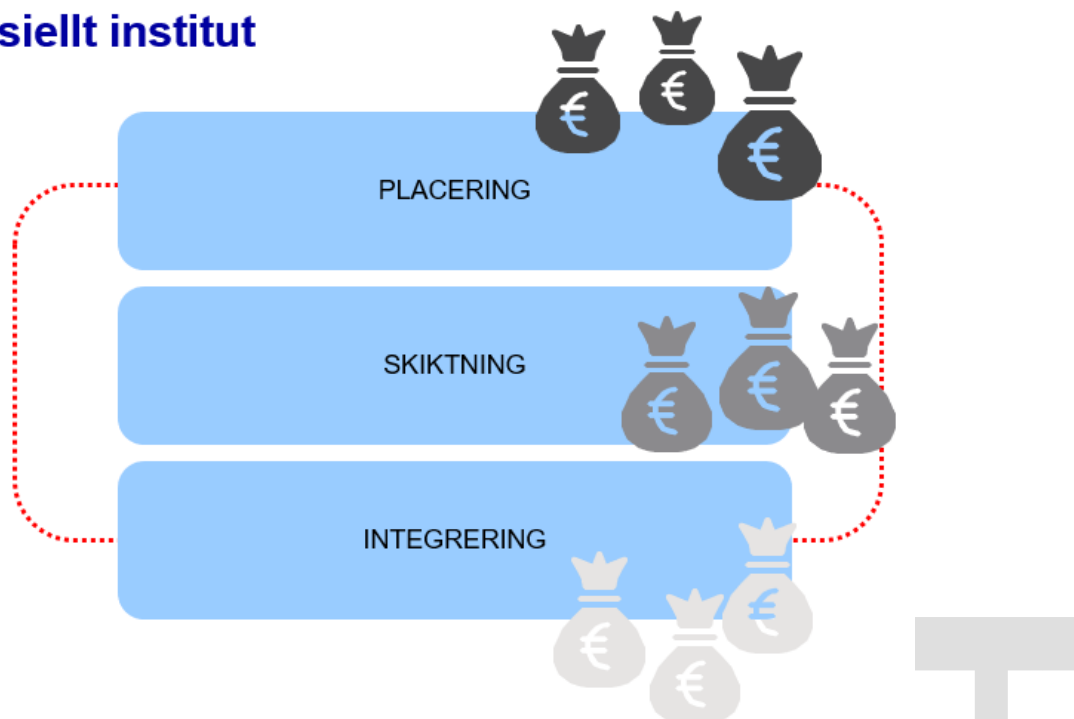 siellt institut
€
€
€
PLACERING
€
€
€
SKIKTNING
INTEGRERING
€
€
€